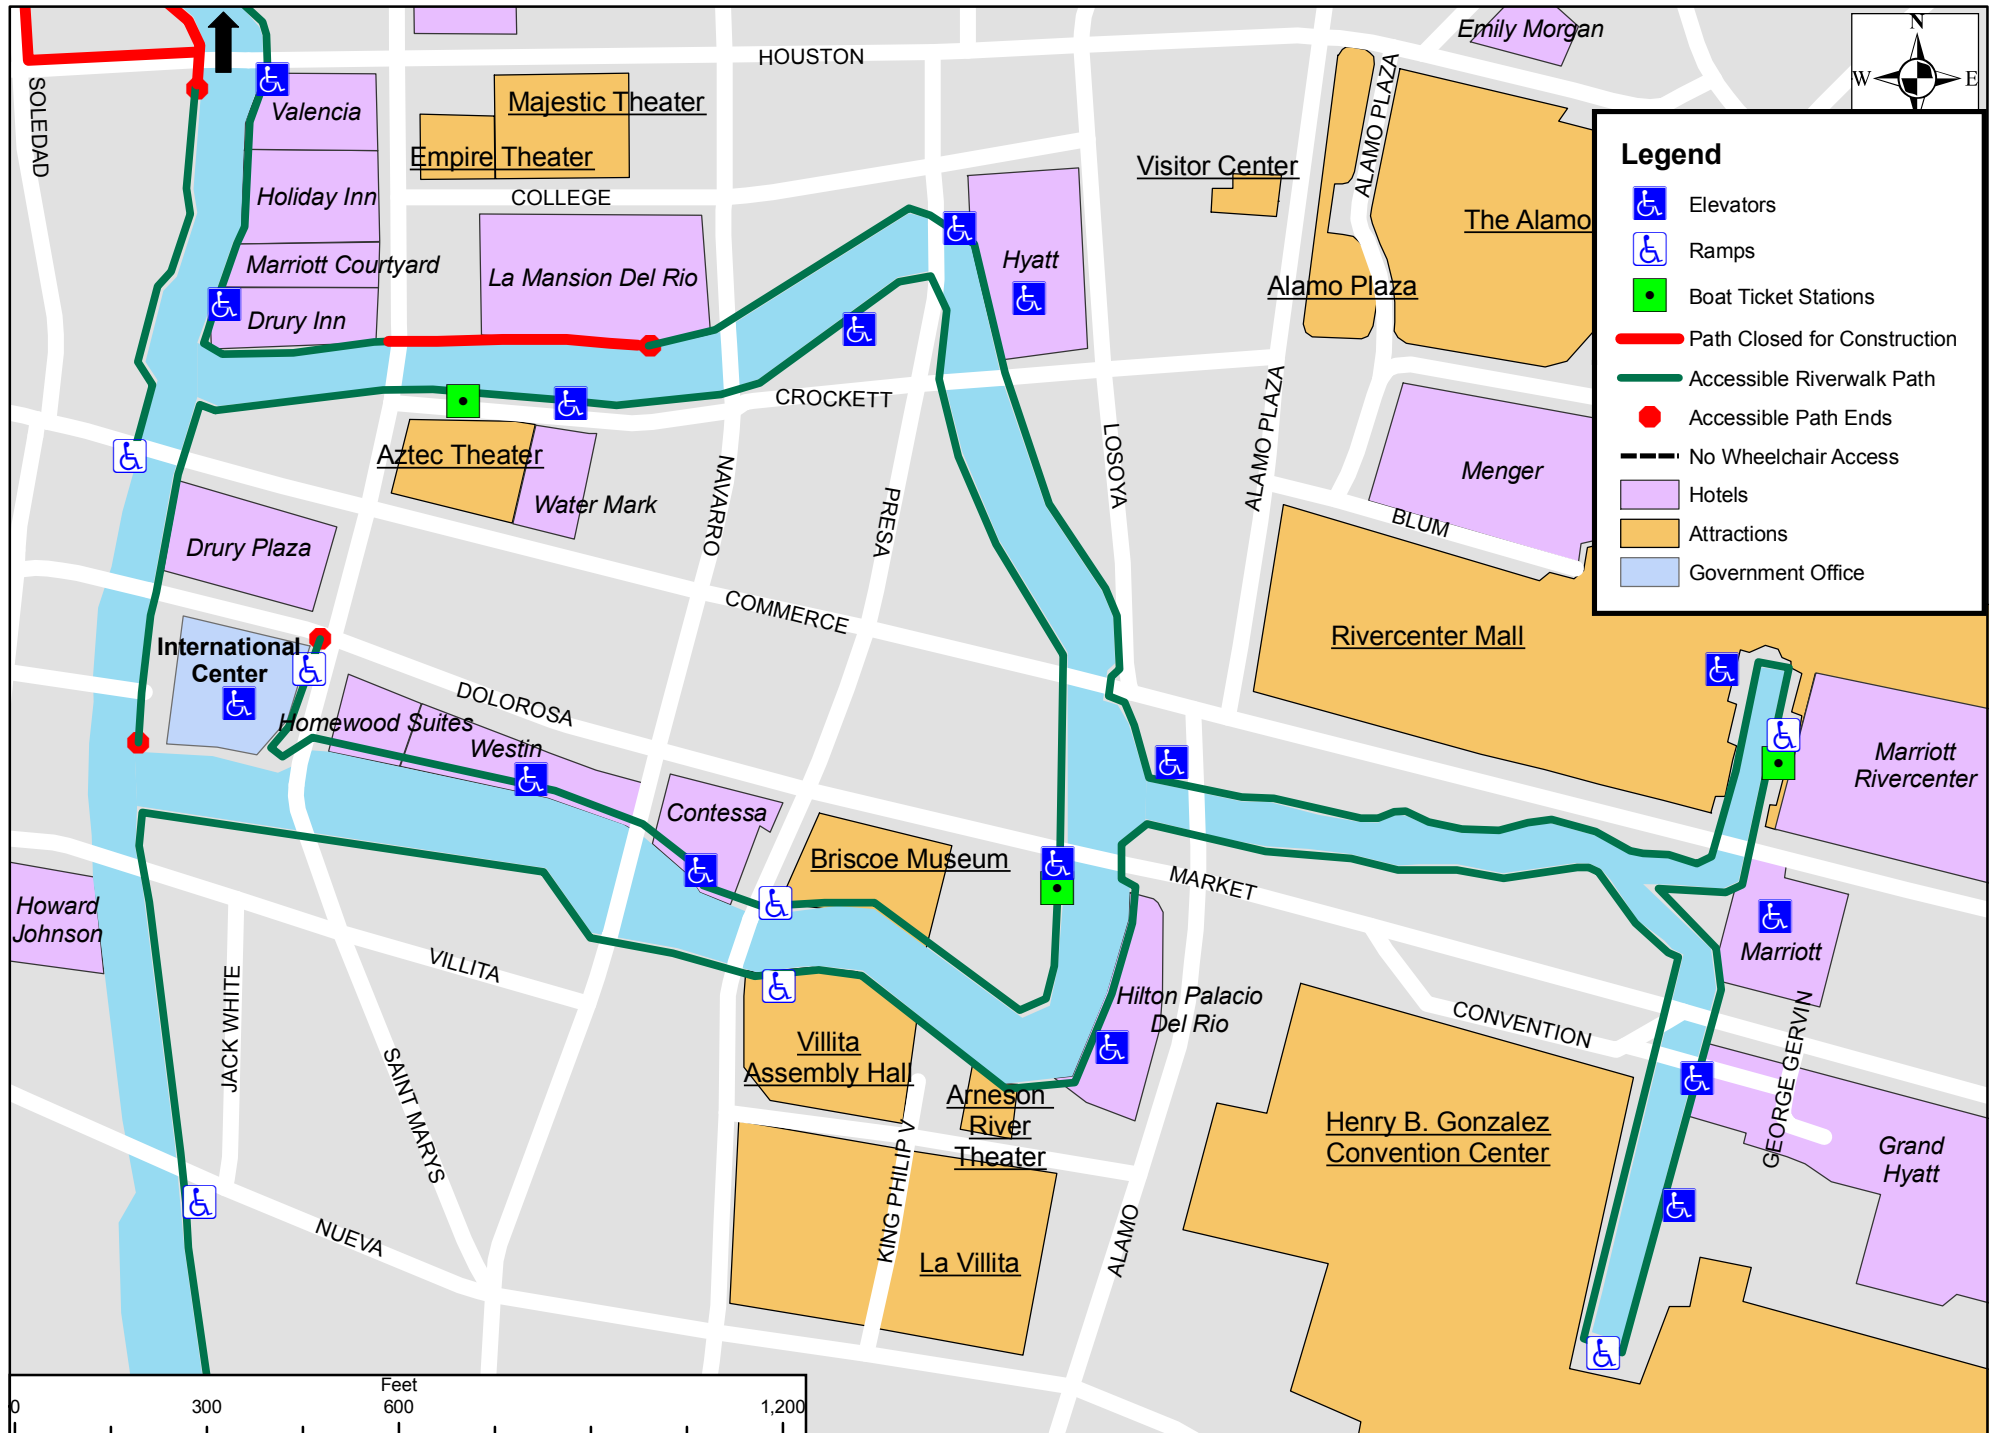 HOUSTON
Emily Morgan
N
W
E
SOLEDAD
Valencia
Majestic Theater
Empire Theater
ALAMO PLAZA
Visitor Center
Holiday Inn
COLLEGE
The Alamo
Marriott Courtyard
La Mansion Del Rio
Hyatt
Alamo Plaza
Drury Inn
Legend
Elevators
Ramps
Boat Ticket Stations
Path Closed for Construction
Accessible Riverwalk Path
Accessible Path Ends
No Wheelchair Access
Hotels
Attractions
Government Office
CROCKETT
ALAMO PLAZA
LOSOYA
Aztec Theater
Water Mark
NAVARRO
PRESA
Menger
BLUM
Drury Plaza
COMMERCE
Rivercenter Mall
International
Center
DOLOROSA
Homewood Suites
Westin
Marriott
Rivercenter
Contessa
Briscoe Museum
MARKET
Howard
Johnson
VILLITA
Marriott
JACK WHITE
SAINT MARYS
Hilton Palacio
Del Rio
CONVENTION
GEORGE GERVIN
Villita
Assembly Hall
Arneson
River
Theater
KING PHILIP V
Henry B. Gonzalez
Convention Center
Grand
Hyatt
NUEVA
La Villita
ALAMO
Feet
0
300
600
1,200